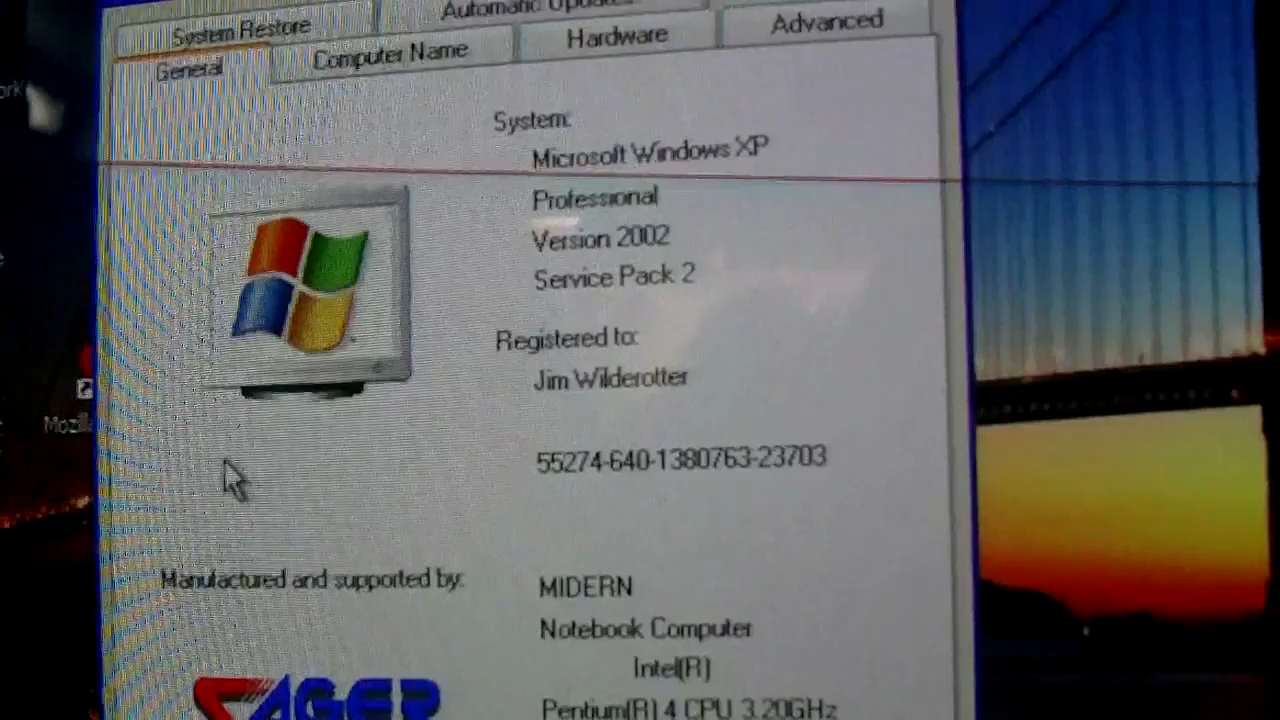 Automatic
System Restore
Advanced
Hardware
Computer Name
General
System:
Microsoft Windows XP
Professional
Version 2002
Service Pack 2
Registered to:
Jim Wilderotter
55274-640-1380763-23703
Manufactured and supported by:
MIDERN
Notebook Computer
Intel(R)
Pentium(R) 4 CPU 3.20GHz
SAGER